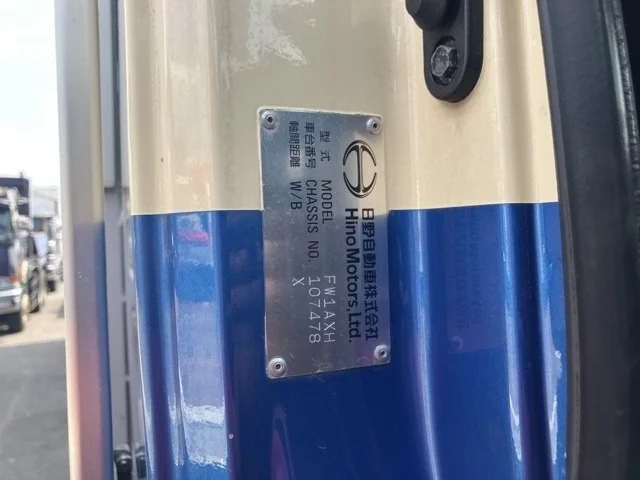 日野自動車株式会社
Hino Motors, Ltd.
型式 MODEL FW1AXH
車台番号 CHASSIS NO. 107478
軸間距離 W/B X